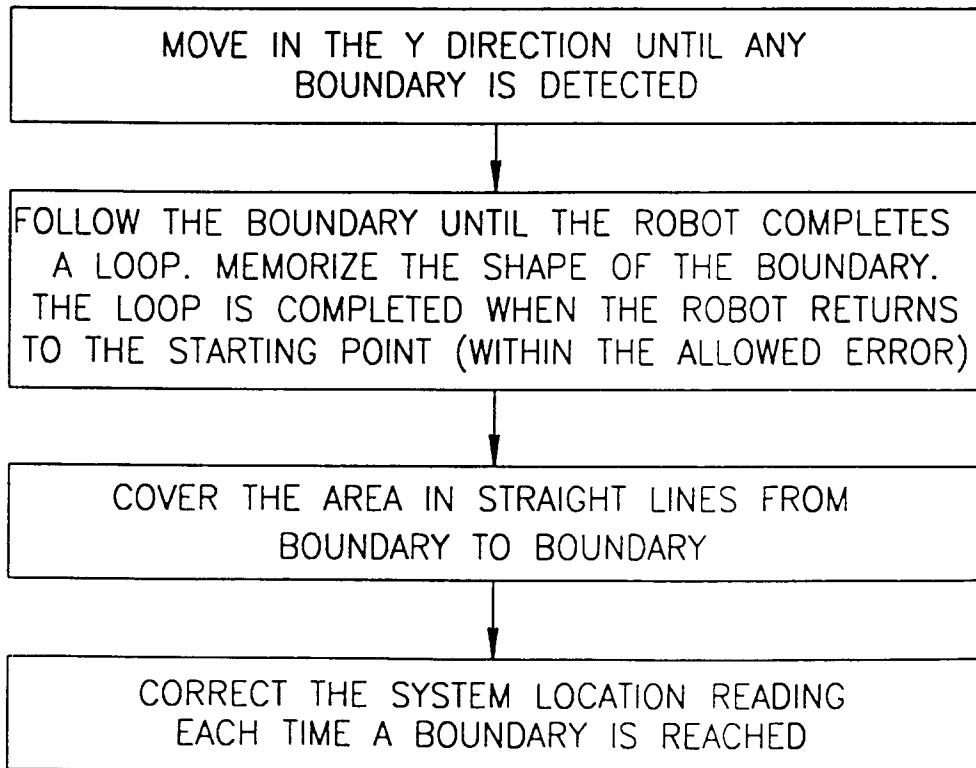 MOVE IN THE Y DIRECTION UNTIL ANY
BOUNDARY IS DETECTED
FOLLOW THE BOUNDARY UNTIL THE ROBOT COMPLETES
A LOOP. MEMORIZE THE SHAPE OF THE BOUNDARY.
THE LOOP IS COMPLETED WHEN THE ROBOT RETURNS
TO THE STARTING POINT (WITHIN THE ALLOWED ERROR)
COVER THE AREA IN STRAIGHT LINES FROM
BOUNDARY TO BOUNDARY
CORRECT THE SYSTEM LOCATION READING
EACH TIME A BOUNDARY IS REACHED